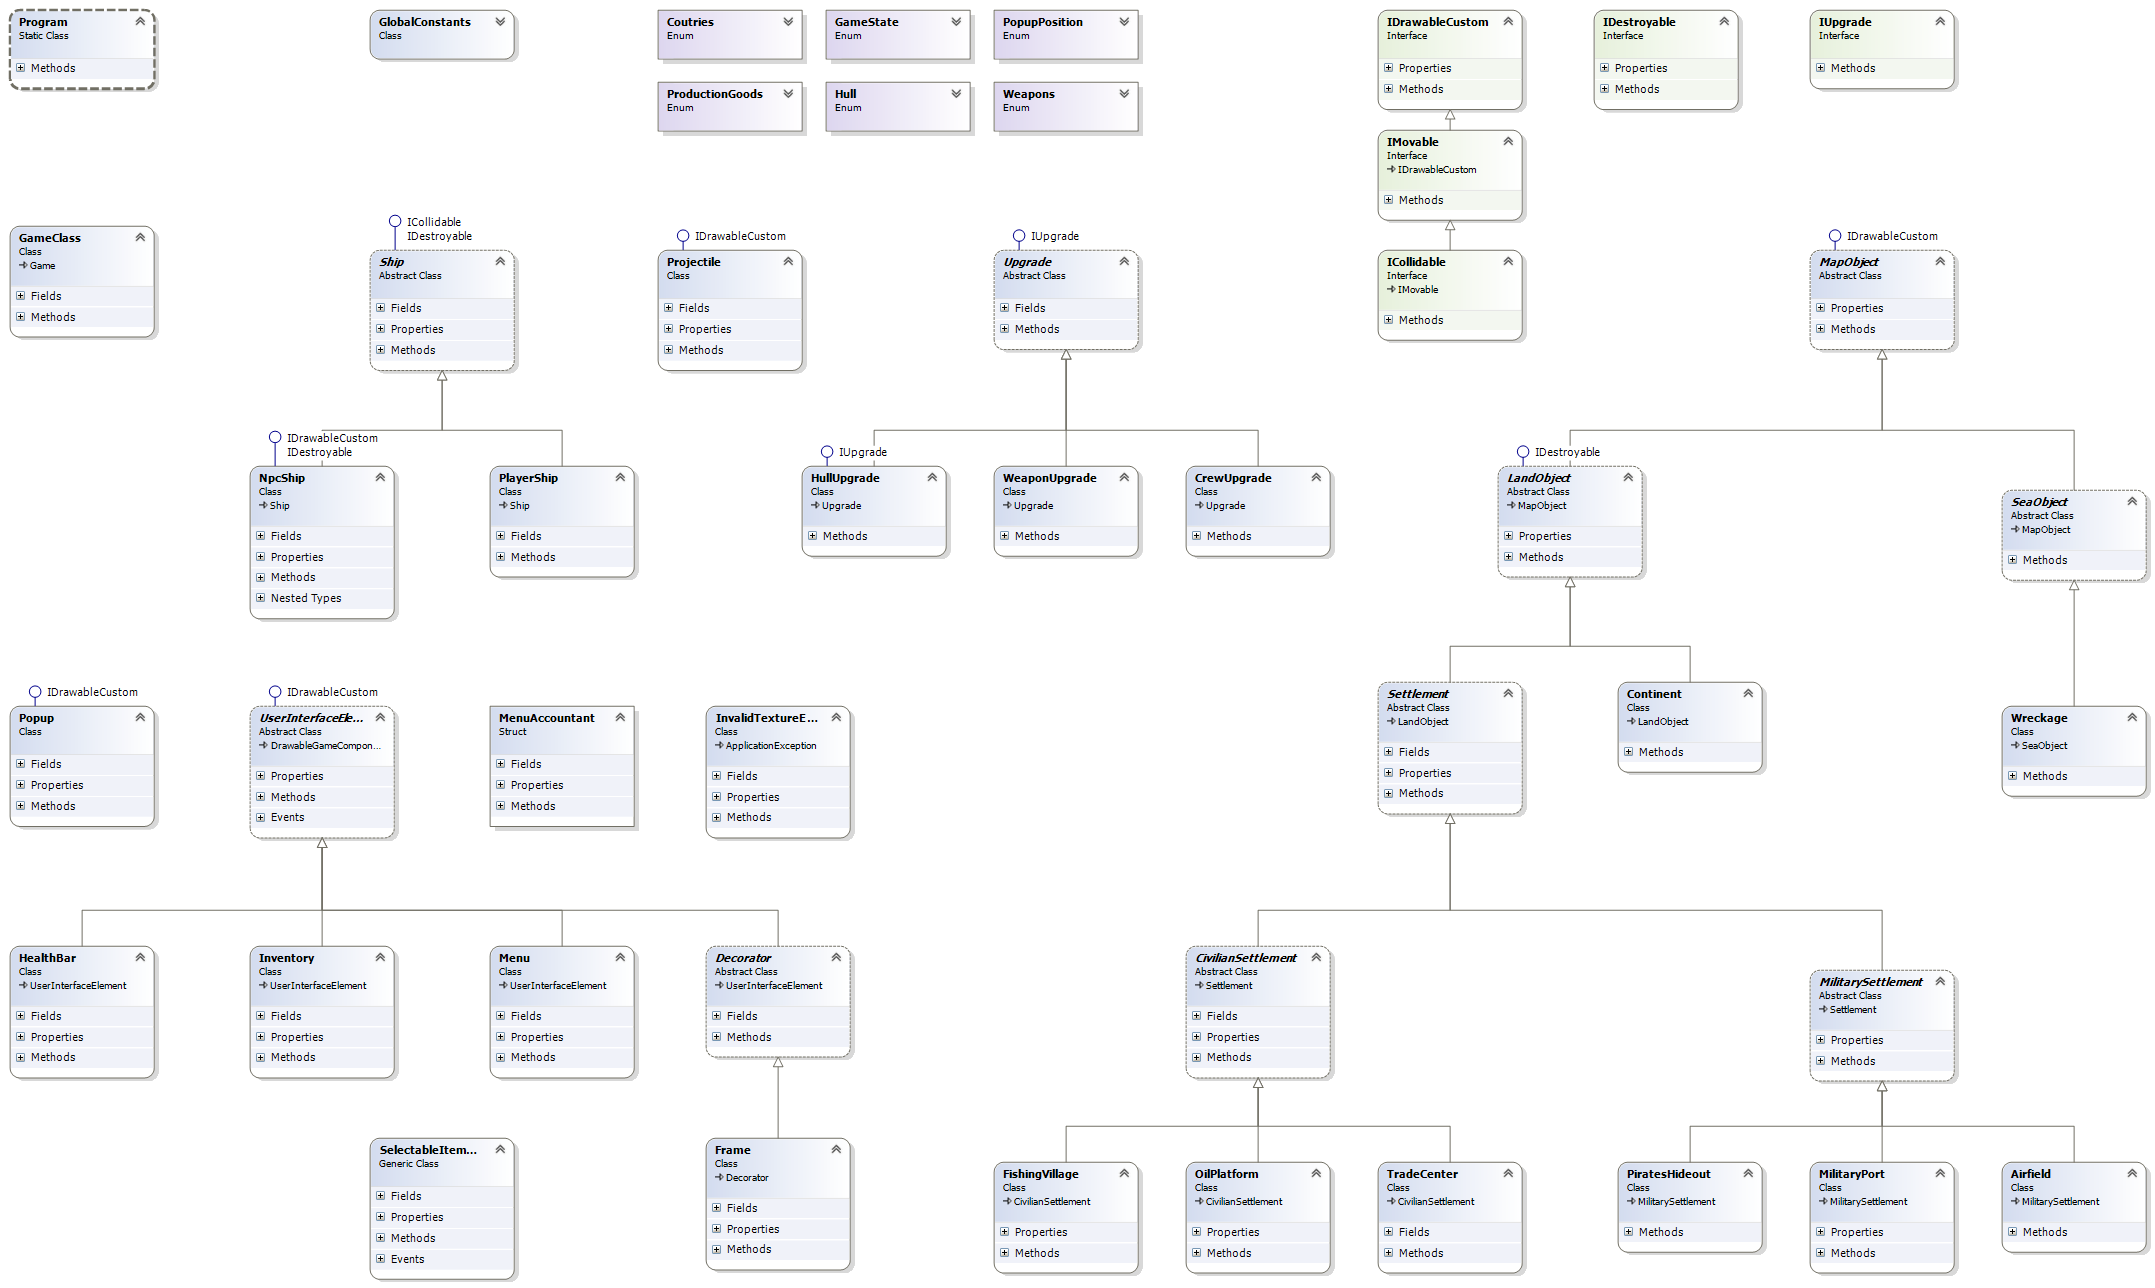 Program
Static Class
Methods
GlobalConstants
Class
Coutries
Enum
GameState
Enum
PopupPosition
Enum
ProductionGoods
Enum
Hull
Enum
Weapons
Enum
IDrawableCustom
Interface
Properties
Methods
IDestroyable
Interface
Properties
Methods
IUpgrade
Interface
Methods
IMovable
Interface
IDrawableCustom
Methods
ICollidable
Interface
IMovable
Methods
GameClass
Class
Game
Fields
Methods
ICollidable
IDestroyable
Ship
Abstract Class
Fields
Properties
Methods
IDrawableCustom
Projectile
Class
Fields
Properties
Methods
IUpgrade
Upgrade
Abstract Class
Fields
Methods
IDrawableCustom
MapObject
Abstract Class
Properties
Methods
IDrawableCustom
IDestroyable
NpcShip
Class
Ship
Fields
Properties
Methods
Nested Types
PlayerShip
Class
Ship
Fields
Methods
IUpgrade
HullUpgrade
Class
Upgrade
Methods
WeaponUpgrade
Class
Upgrade
Methods
CrewUpgrade
Class
Upgrade
Methods
IDestroyable
LandObject
Abstract Class
MapObject
Properties
Methods
SeaObject
Abstract Class
MapObject
Methods
IDrawableCustom
Popup
Class
Fields
Properties
Methods
IDrawableCustom
UserInterfaceEle...
Abstract Class
DrawableGameCompon...
Properties
Methods
Events
MenuAccountant
Struct
Fields
Properties
Methods
InvalidTextureE...
Class
ApplicationException
Fields
Properties
Methods
Settlement
Abstract Class
LandObject
Fields
Properties
Methods
Continent
Class
LandObject
Methods
Wreckage
Class
SeaObject
Methods
HealthBar
Class
UserInterfaceElement
Fields
Properties
Methods
Inventory
Class
UserInterfaceElement
Fields
Properties
Methods
Menu
Class
UserInterfaceElement
Fields
Properties
Methods
Decorator
Abstract Class
UserInterfaceElement
Fields
Methods
CivilianSettlement
Abstract Class
Settlement
Fields
Properties
Methods
MilitarySettlement
Abstract Class
Settlement
Properties
Methods
SelectableItem...
Generic Class
Fields
Properties
Methods
Events
Frame
Class
Decorator
Fields
Properties
Methods
FishingVillage
Class
CivilianSettlement
Properties
Methods
OilPlatform
Class
CivilianSettlement
Properties
Methods
TradeCenter
Class
CivilianSettlement
Fields
Methods
PiratesHideout
Class
MilitarySettlement
Methods
MilitaryPort
Class
MilitarySettlement
Properties
Methods
Airfield
Class
MilitarySettlement
Methods